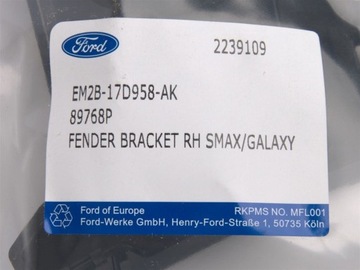 Ford
2239109
EM2B-17D958-AK
89768P
FENDER BRACKET RH SMAX/GALAXY
Ford of Europe RKPMS NO. MFL001
Ford-Werke GmbH, Henry-Ford-Straße 1, 50735 Köln